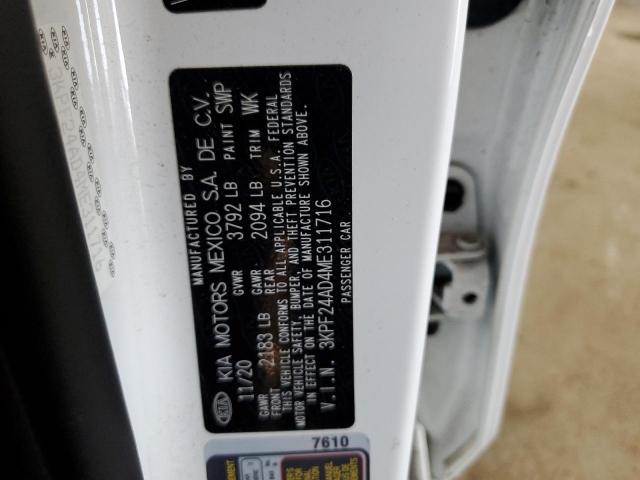 MANUFACTURED BY
KIA KIA MOTORS MEXICO, S.A. DE C.V.
11/20 GVWR 3792 LB PAINT SWP
GAWR FRONT 2183 LB GAWR REAR 2094 LB TRIM WK
THIS VEHICLE CONFORMS TO ALL APPLICABLE U.S.A. FEDERAL
MOTOR VEHICLE SAFETY, BUMPER, AND THEFT PREVENTION STANDARDS
IN EFFECT ON THE DATE OF MANUFACTURE SHOWN ABOVE.
V.I.N. 3KPF24AD4ME311716
PASSENGER CAR
7610